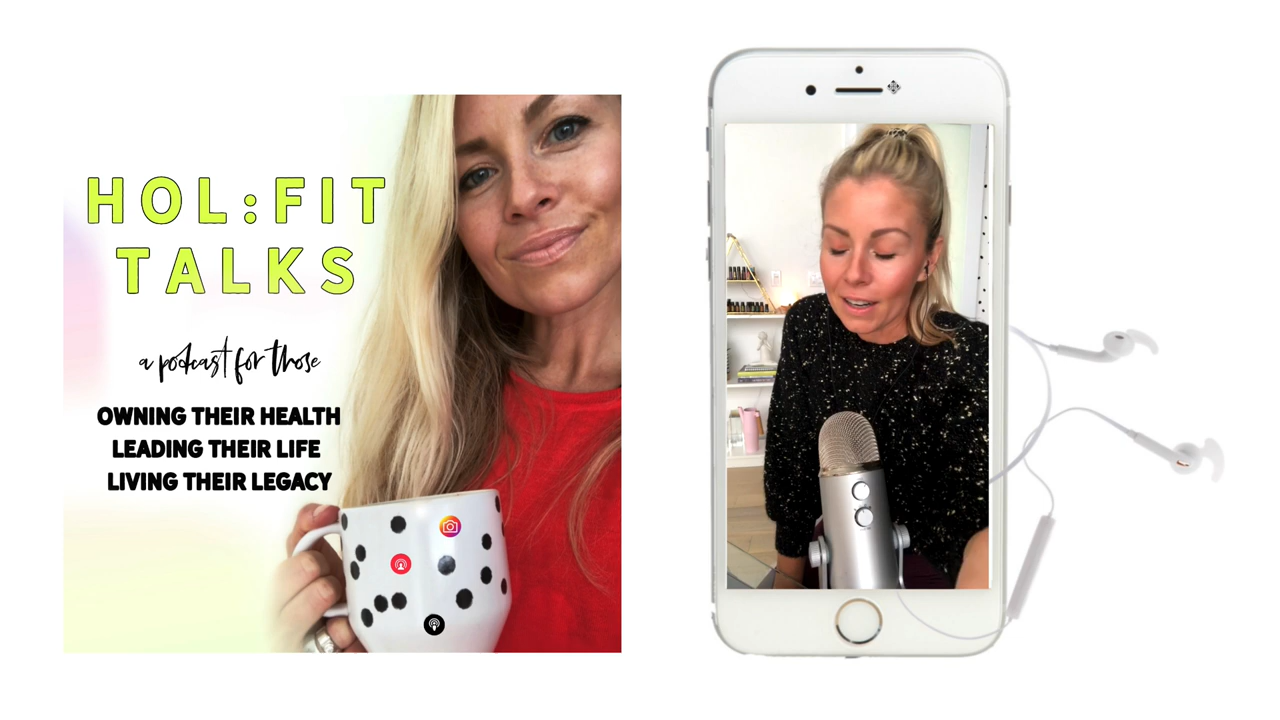 HOL:FIT
TALKS
a podcast for those
OWNING THEIR HEALTH
LEADING THEIR LIFE
LIVING THEIR LEGACY